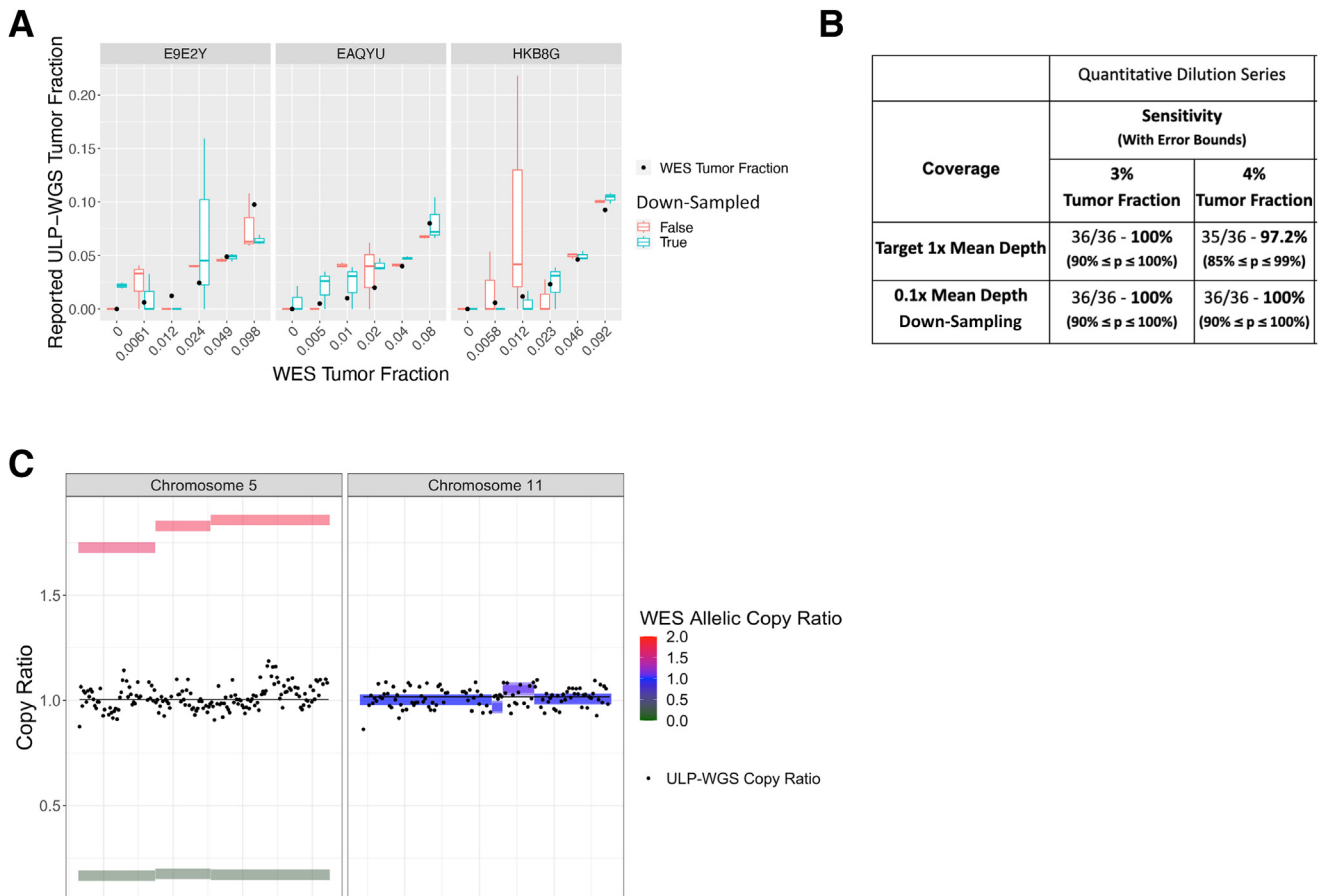 A
E9E2Y EAQYU HKB8G
Reported ULP−WGS Tumor Fraction
0.20
0.15
0.10
0.05
0.00
0 0.0061 0.012 0.024 0.049 0.098 0 0.005 0.01 0.02 0.04 0.08 0 0.0058 0.012 0.023 0.046 0.092
WES Tumor Fraction
WES Tumor Fraction
Down-Sampled
False
True
B
Quantitative Dilution Series
Coverage
Sensitivity
(With Error Bounds)
3%
Tumor Fraction
4%
Tumor Fraction
Target 1x Mean Depth
36/36 - 100%
(90% ≤ p ≤ 100%)
35/36 - 97.2%
(85% ≤ p ≤ 99%)
0.1x Mean Depth
Down-Sampling
36/36 - 100%
(90% ≤ p ≤ 100%)
36/36 - 100%
(90% ≤ p ≤ 100%)
C
Chromosome 5 Chromosome 11
Copy Ratio
1.5
1.0
0.5
WES Allelic Copy Ratio
2.0
1.5
1.0
0.5
0.0
ULP−WGS Copy Ratio